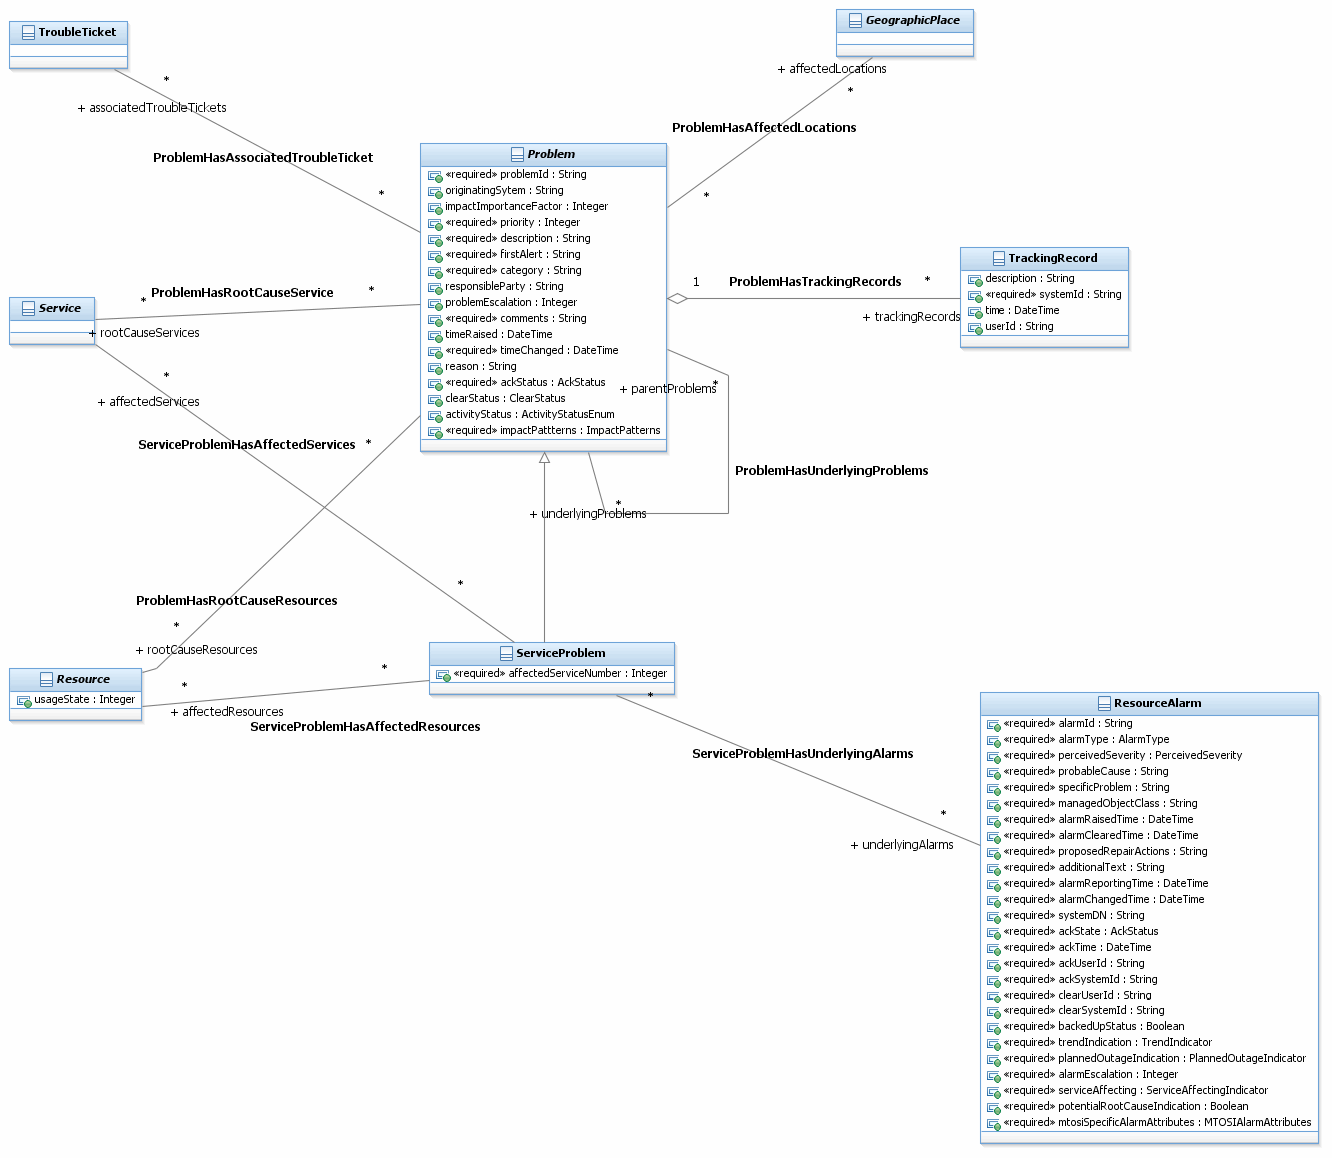 TroubleTicket
GeographicPlace
+ affectedLocations
*
*
+ associatedTroubleTickets
ProblemHasAffectedLocations
ProblemHasAssociatedTroubleTicket
*
*
Problem
«required» problemId : String
originatingSytem : String
impactImportanceFactor : Integer
«required» priority : Integer
«required» description : String
«required» firstAlert : String
«required» category : String
responsibleParty : String
problemEscalation : Integer
«required» comments : String
timeRaised : DateTime
«required» timeChanged : DateTime
reason : String
«required» ackStatus : AckStatus
clearStatus : ClearStatus
activityStatus : ActivityStatusEnum
«required» impactPattterns : ImpactPatterns
1
ProblemHasTrackingRecords
*
+ trackingRecords
TrackingRecord
description : String
«required» systemId : String
time : DateTime
userId : String
ProblemHasRootCauseService
*
*
Service
+ rootCauseServices
*
+ affectedServices
ServiceProblemHasAffectedServices
*
+ parentProblems
*
ProblemHasUnderlyingProblems
*
+ underlyingProblems
*
ProblemHasRootCauseResources
*
+ rootCauseResources
Resource
usageState : Integer
*
*
+ affectedResources
ServiceProblemHasAffectedResources
ServiceProblem
«required» affectedServiceNumber : Integer
*
ServiceProblemHasUnderlyingAlarms
*
+ underlyingAlarms
ResourceAlarm
«required» alarmId : String
«required» alarmType : AlarmType
«required» perceivedSeverity : PerceivedSeverity
«required» probableCause : String
«required» specificProblem : String
«required» managedObjectClass : String
«required» alarmRaisedTime : DateTime
«required» alarmClearedTime : DateTime
«required» proposedRepairActions : String
«required» additionalText : String
«required» alarmReportingTime : DateTime
«required» alarmChangedTime : DateTime
«required» systemDN : String
«required» ackState : AckStatus
«required» ackTime : DateTime
«required» ackUserId : String
«required» ackSystemId : String
«required» clearUserId : String
«required» clearSystemId : String
«required» backedUpStatus : Boolean
«required» trendIndication : TrendIndicator
«required» plannedOutageIndication : PlannedOutageIndicator
«required» alarmEscalation : Integer
«required» serviceAffecting : ServiceAffectingIndicator
«required» potentialRootCauseIndication : Boolean
«required» mtosiSpecificAlarmAttributes : MTOSIAlarmAttributes